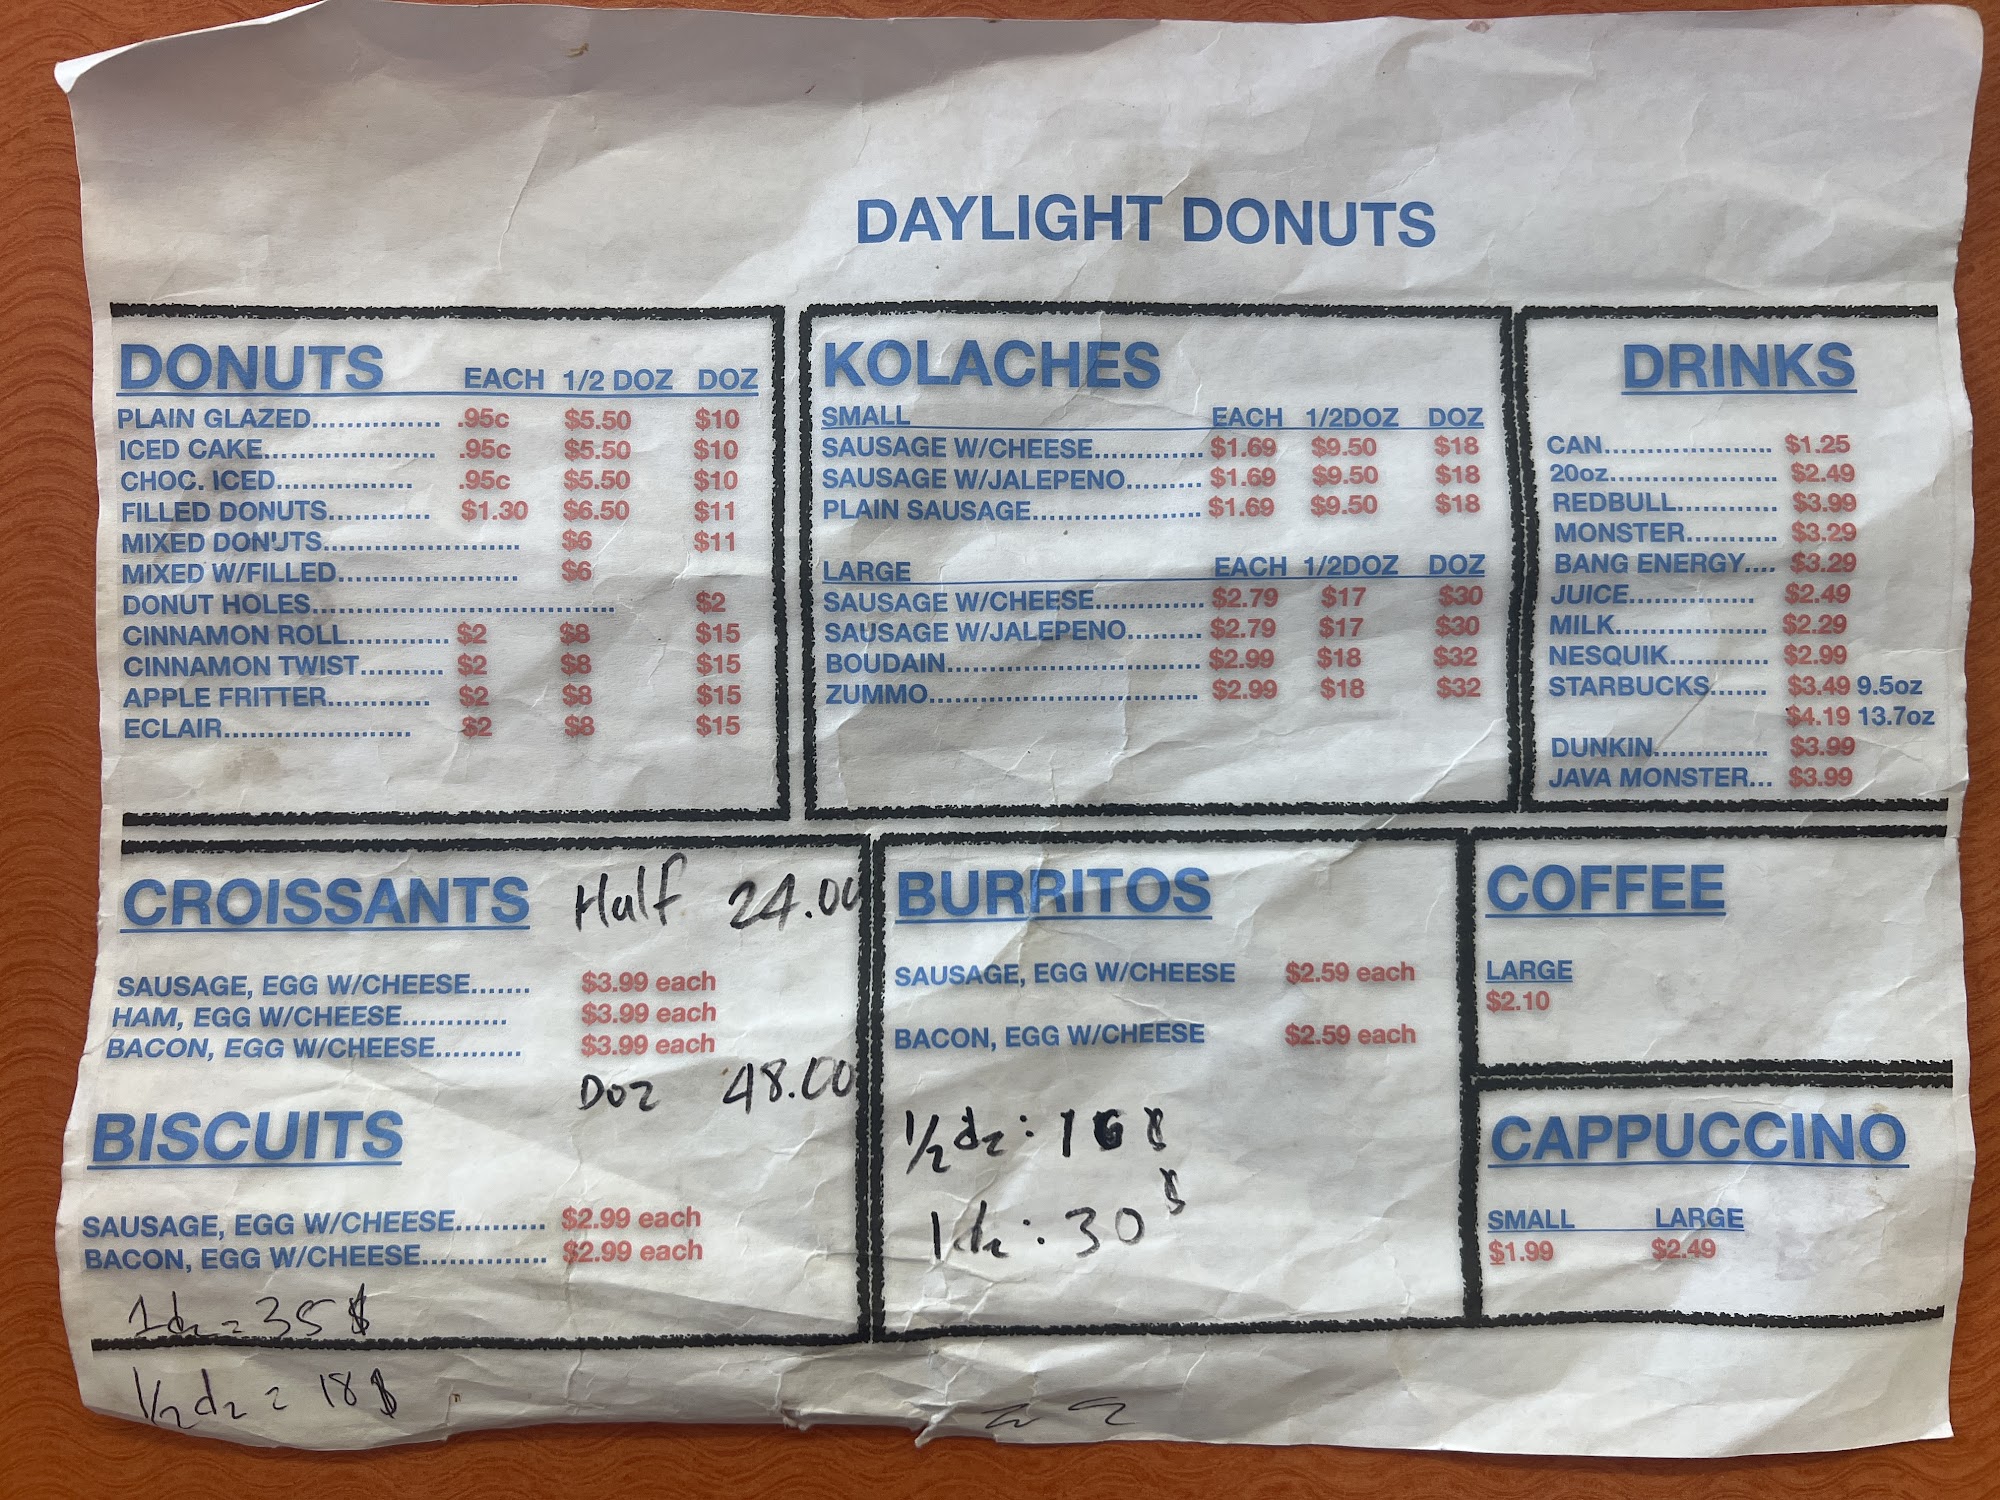 DAYLIGHT DONUTS
DONUTS EACH 1/2 DOZ DOZ
PLAIN GLAZED................ .95c $5.50 $10
ICED CAKE...................... .95c $5.50 $10
CHOC. ICED................. .95c $5.50 $10
FILLED DONUTS............ $1.30 $6.50 $11
MIXED DONUTS....................... $6 $11
MIXED W/FILLED..................... $6
DONUT HOLES..................................... $2
CINNAMON ROLL............ $2 $8 $15
CINNAMON TWIST.......... $2 $8 $15
APPLE FRITTER............ $2 $8 $15
ECLAIR...................... $2 $8 $15
KOLACHES
SMALL EACH 1/2DOZ DOZ
SAUSAGE W/CHEESE............. $1.69 $9.50 $18
SAUSAGE W/JALEPENO......... $1.69 $9.50 $18
PLAIN SAUSAGE.................... $1.69 $9.50 $18
LARGE EACH 1/2DOZ DOZ
SAUSAGE W/CHEESE............. $2.79 $17 $30
SAUSAGE W/JALEPENO......... $2.79 $17 $30
BOUDAIN.............................. $2.99 $18 $32
ZUMMO................................ $2.99 $18 $32
DRINKS
CAN..................... $1.25
20oz..................... $2.49
REDBULL............. $3.99
MONSTER........... $3.29
BANG ENERGY.... $3.29
JUICE............... $2.49
MILK................... $2.29
NESQUIK............ $2.99
STARBUCKS....... $3.49 9.5oz
$4.19 13.7oz
DUNKIN.............. $3.99
JAVA MONSTER... $3.99
CROISSANTS Half 24.00
SAUSAGE, EGG W/CHEESE....... $3.99 each
HAM, EGG W/CHEESE............ $3.99 each
BACON, EGG W/CHEESE.......... $3.99 each
Doz 48.00
BISCUITS
SAUSAGE, EGG W/CHEESE.......... $2.99 each
BACON, EGG W/CHEESE.............. $2.99 each
1dz = 35$
1/2 dz = 18$
BURRITOS
SAUSAGE, EGG W/CHEESE $2.59 each
BACON, EGG W/CHEESE $2.59 each
1/2 dz: 16$
1dz: 30$
COFFEE
LARGE
$2.10
CAPPUCCINO
SMALL LARGE
$1.99 $2.49